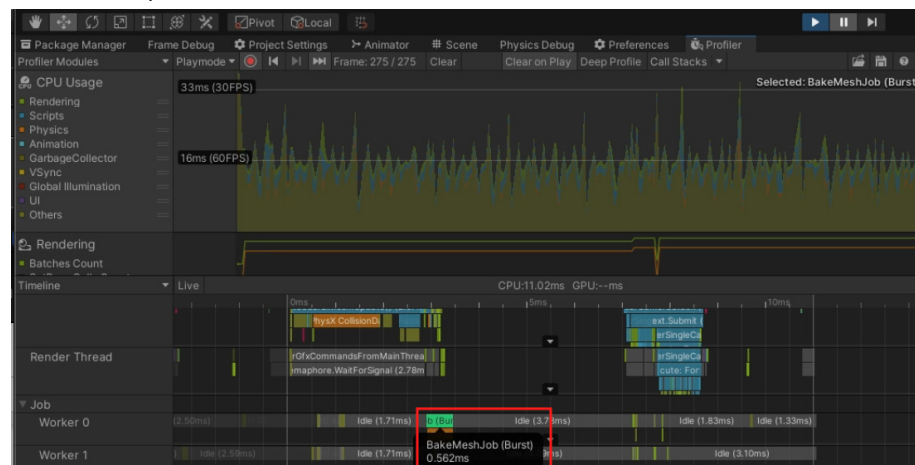 Pivot Local
Package Manager Frame Debug Project Settings Animator Scene Physics Debug Preferences Profiler
Profiler Modules Playmode Frame: 275 / 275 Clear Clear on Play Deep Profile Call Stacks
CPU Usage
33ms (30FPS)
Selected: BakeMeshJob (Burst
Rendering
Scripts
Physics
Animation
16ms (60FPS)
GarbageCollector
VSync
Global Illumination
UI
Others
Rendering
Batches Count
Timeline Live CPU:11.02ms GPU:--ms
0ms 5ms 10ms
hysX CollisionD
ext.Submit (
erSingleCa
Render Thread
rGfxCommandsFromMainThrea
erSingleCa
emaphore.WaitForSignal (2.78m
cute: For
Job
Worker 0 (2.50ms) Idle (1.71ms) b (Bur Idle (3.73ms) Idle (1.83ms) Idle (1.33ms)
BakeMeshJob (Burst)
0.562ms
Worker 1 Idle (2.59ms) Idle (1.71ms) Idle (3.10ms)